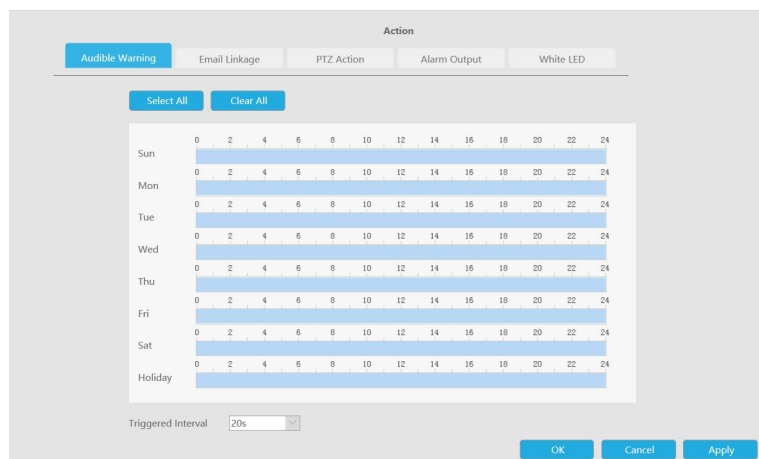 Action
Audible Warning Email Linkage PTZ Action Alarm Output White LED
Select All Clear All
0 2 4 6 8 10 12 14 16 18 20 22 24
Sun
0 2 4 6 8 10 12 14 16 18 20 22 24
Mon
0 2 4 6 8 10 12 14 16 18 20 22 24
Tue
0 2 4 6 8 10 12 14 16 18 20 22 24
Wed
0 2 4 6 8 10 12 14 16 18 20 22 24
Thu
0 2 4 6 8 10 12 14 16 18 20 22 24
Fri
0 2 4 6 8 10 12 14 16 18 20 22 24
Sat
0 2 4 6 8 10 12 14 16 18 20 22 24
Holiday
Triggered Interval 20s
OK Cancel Apply